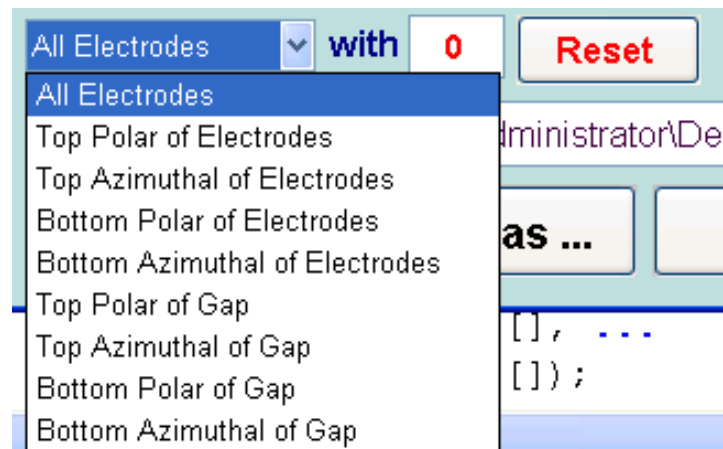 All Electrodes with 0 Reset
All Electrodes
Top Polar of Electrodes
dministrator\De
Top Azimuthal of Electrodes
Bottom Polar of Electrodes
as ...
Bottom Azimuthal of Electrodes
Top Polar of Gap
[], ...
Top Azimuthal of Gap
[]);
Bottom Polar of Gap
Bottom Azimuthal of Gap